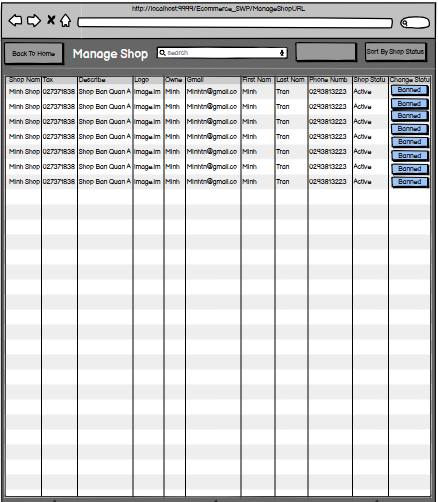 http://localhost:9999/Ecommerce_SWP/ManageShopURL
Back To Home Manage Shop search Sort By Shop Status
Shop Nam Tax Describe Logo Owne Gmail First Nam Last Nam Phone Numb Shop Statu Change Statu
Minh Shop 027371838 Shop Ban Quan A Image.im Minh Minhtn@gmail.co Minh Tran 0293813223 Active Banned
Minh Shop 027371838 Shop Ban Quan A Image.im Minh Minhtn@gmail.co Minh Tran 0293813223 Active Banned
Minh Shop 027371838 Shop Ban Quan A Image.im Minh Minhtn@gmail.co Minh Tran 0293813223 Active Banned
Minh Shop 027371838 Shop Ban Quan A Image.im Minh Minhtn@gmail.co Minh Tran 0293813223 Active Banned
Minh Shop 027371838 Shop Ban Quan A Image.im Minh Minhtn@gmail.co Minh Tran 0293813223 Active Banned
Minh Shop 027371838 Shop Ban Quan A Image.im Minh Minhtn@gmail.co Minh Tran 0293813223 Active Banned
Minh Shop 027371838 Shop Ban Quan A Image.im Minh Minhtn@gmail.co Minh Tran 0293813223 Active Banned
Banned